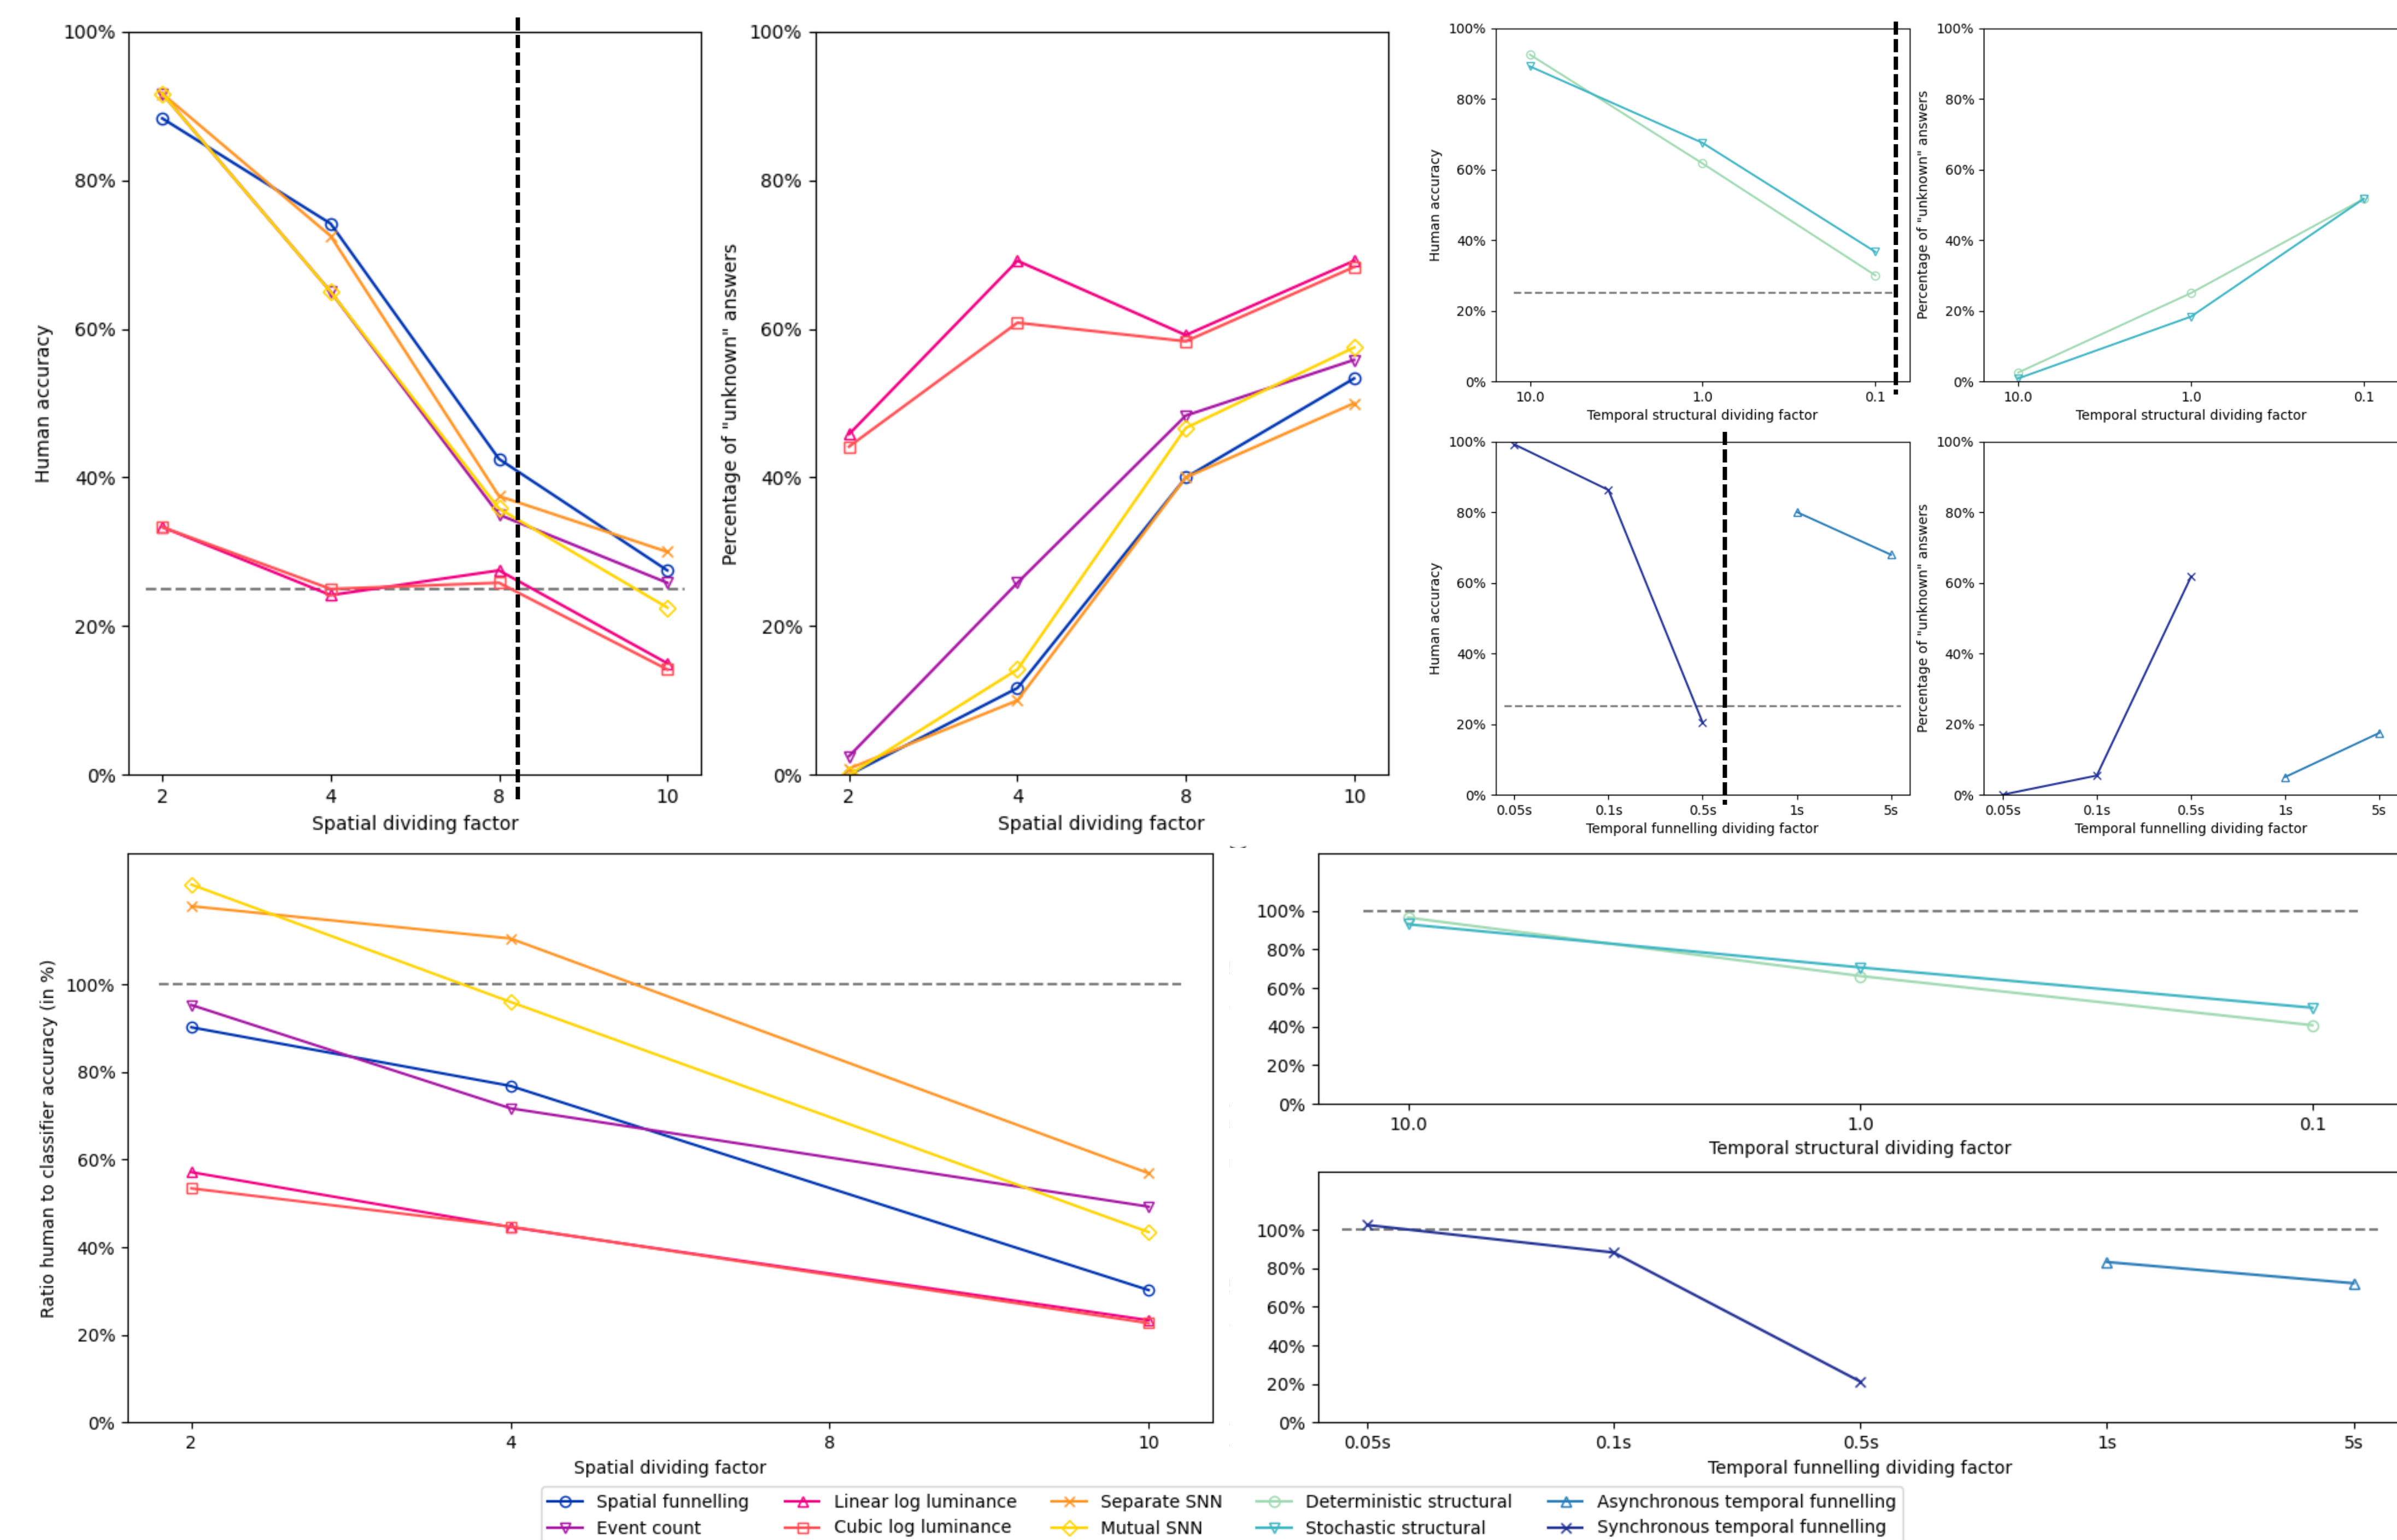 100%
80%
60%
40%
20%
0%
Human accuracy
2 4 8 10
Spatial dividing factor
100%
80%
60%
40%
20%
0%
Percentage of "unknown" answers
2 4 8 10
Spatial dividing factor
100%
80%
60%
40%
20%
0%
Human accuracy
10.0 1.0 0.1
Temporal structural dividing factor
100%
80%
60%
40%
20%
0%
Percentage of "unknown" answers
10.0 1.0 0.1
Temporal structural dividing factor
100%
80%
60%
40%
20%
0%
Human accuracy
0.05s 0.1s 0.5s 1s 5s
Temporal funnelling dividing factor
100%
80%
60%
40%
20%
0%
Percentage of "unknown" answers
0.05s 0.1s 0.5s 1s 5s
Temporal funnelling dividing factor
100%
80%
60%
40%
20%
0%
Ratio human to classifier accuracy (in %)
2 4 8 10
Spatial dividing factor
100%
80%
60%
40%
20%
0%
10.0 1.0 0.1
Temporal structural dividing factor
100%
80%
60%
40%
20%
0%
0.05s 0.1s 0.5s 1s 5s
Temporal funnelling dividing factor
Spatial funnelling Linear log luminance Separate SNN Deterministic structural Asynchronous temporal funnelling
Event count Cubic log luminance Mutual SNN Stochastic structural Synchronous temporal funnelling